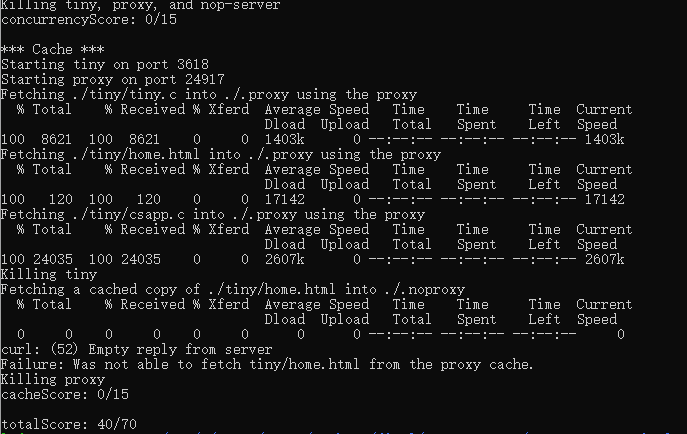 Killing tiny, proxy, and nop-server
concurrencyScore: 0/15
*** Cache ***
Starting tiny on port 3618
Starting proxy on port 24917
Fetching ./tiny/tiny.c into ./.proxy using the proxy
% Total % Received % Xferd Average Speed Time Time Time Current
Dload Upload Total Spent Left Speed
100 8621 100 8621 0 0 1403k 0 --:--:-- --:--:-- --:--:-- 1403k
Fetching ./tiny/home.html into ./.proxy using the proxy
% Total % Received % Xferd Average Speed Time Time Time Current
Dload Upload Total Spent Left Speed
100 120 100 120 0 0 17142 0 --:--:-- --:--:-- --:--:-- 17142
Fetching ./tiny/csapp.c into ./.proxy using the proxy
% Total % Received % Xferd Average Speed Time Time Time Current
Dload Upload Total Spent Left Speed
100 24035 100 24035 0 0 2607k 0 --:--:-- --:--:-- --:--:-- 2607k
Killing tiny
Fetching a cached copy of ./tiny/home.html into ./.noproxy
% Total % Received % Xferd Average Speed Time Time Time Current
Dload Upload Total Spent Left Speed
0 0 0 0 0 0 0 0 --:--:-- --:--:-- --:--:-- 0
curl: (52) Empty reply from server
Failure: Was not able to fetch tiny/home.html from the proxy cache.
Killing proxy
cacheScore: 0/15
totalScore: 40/70